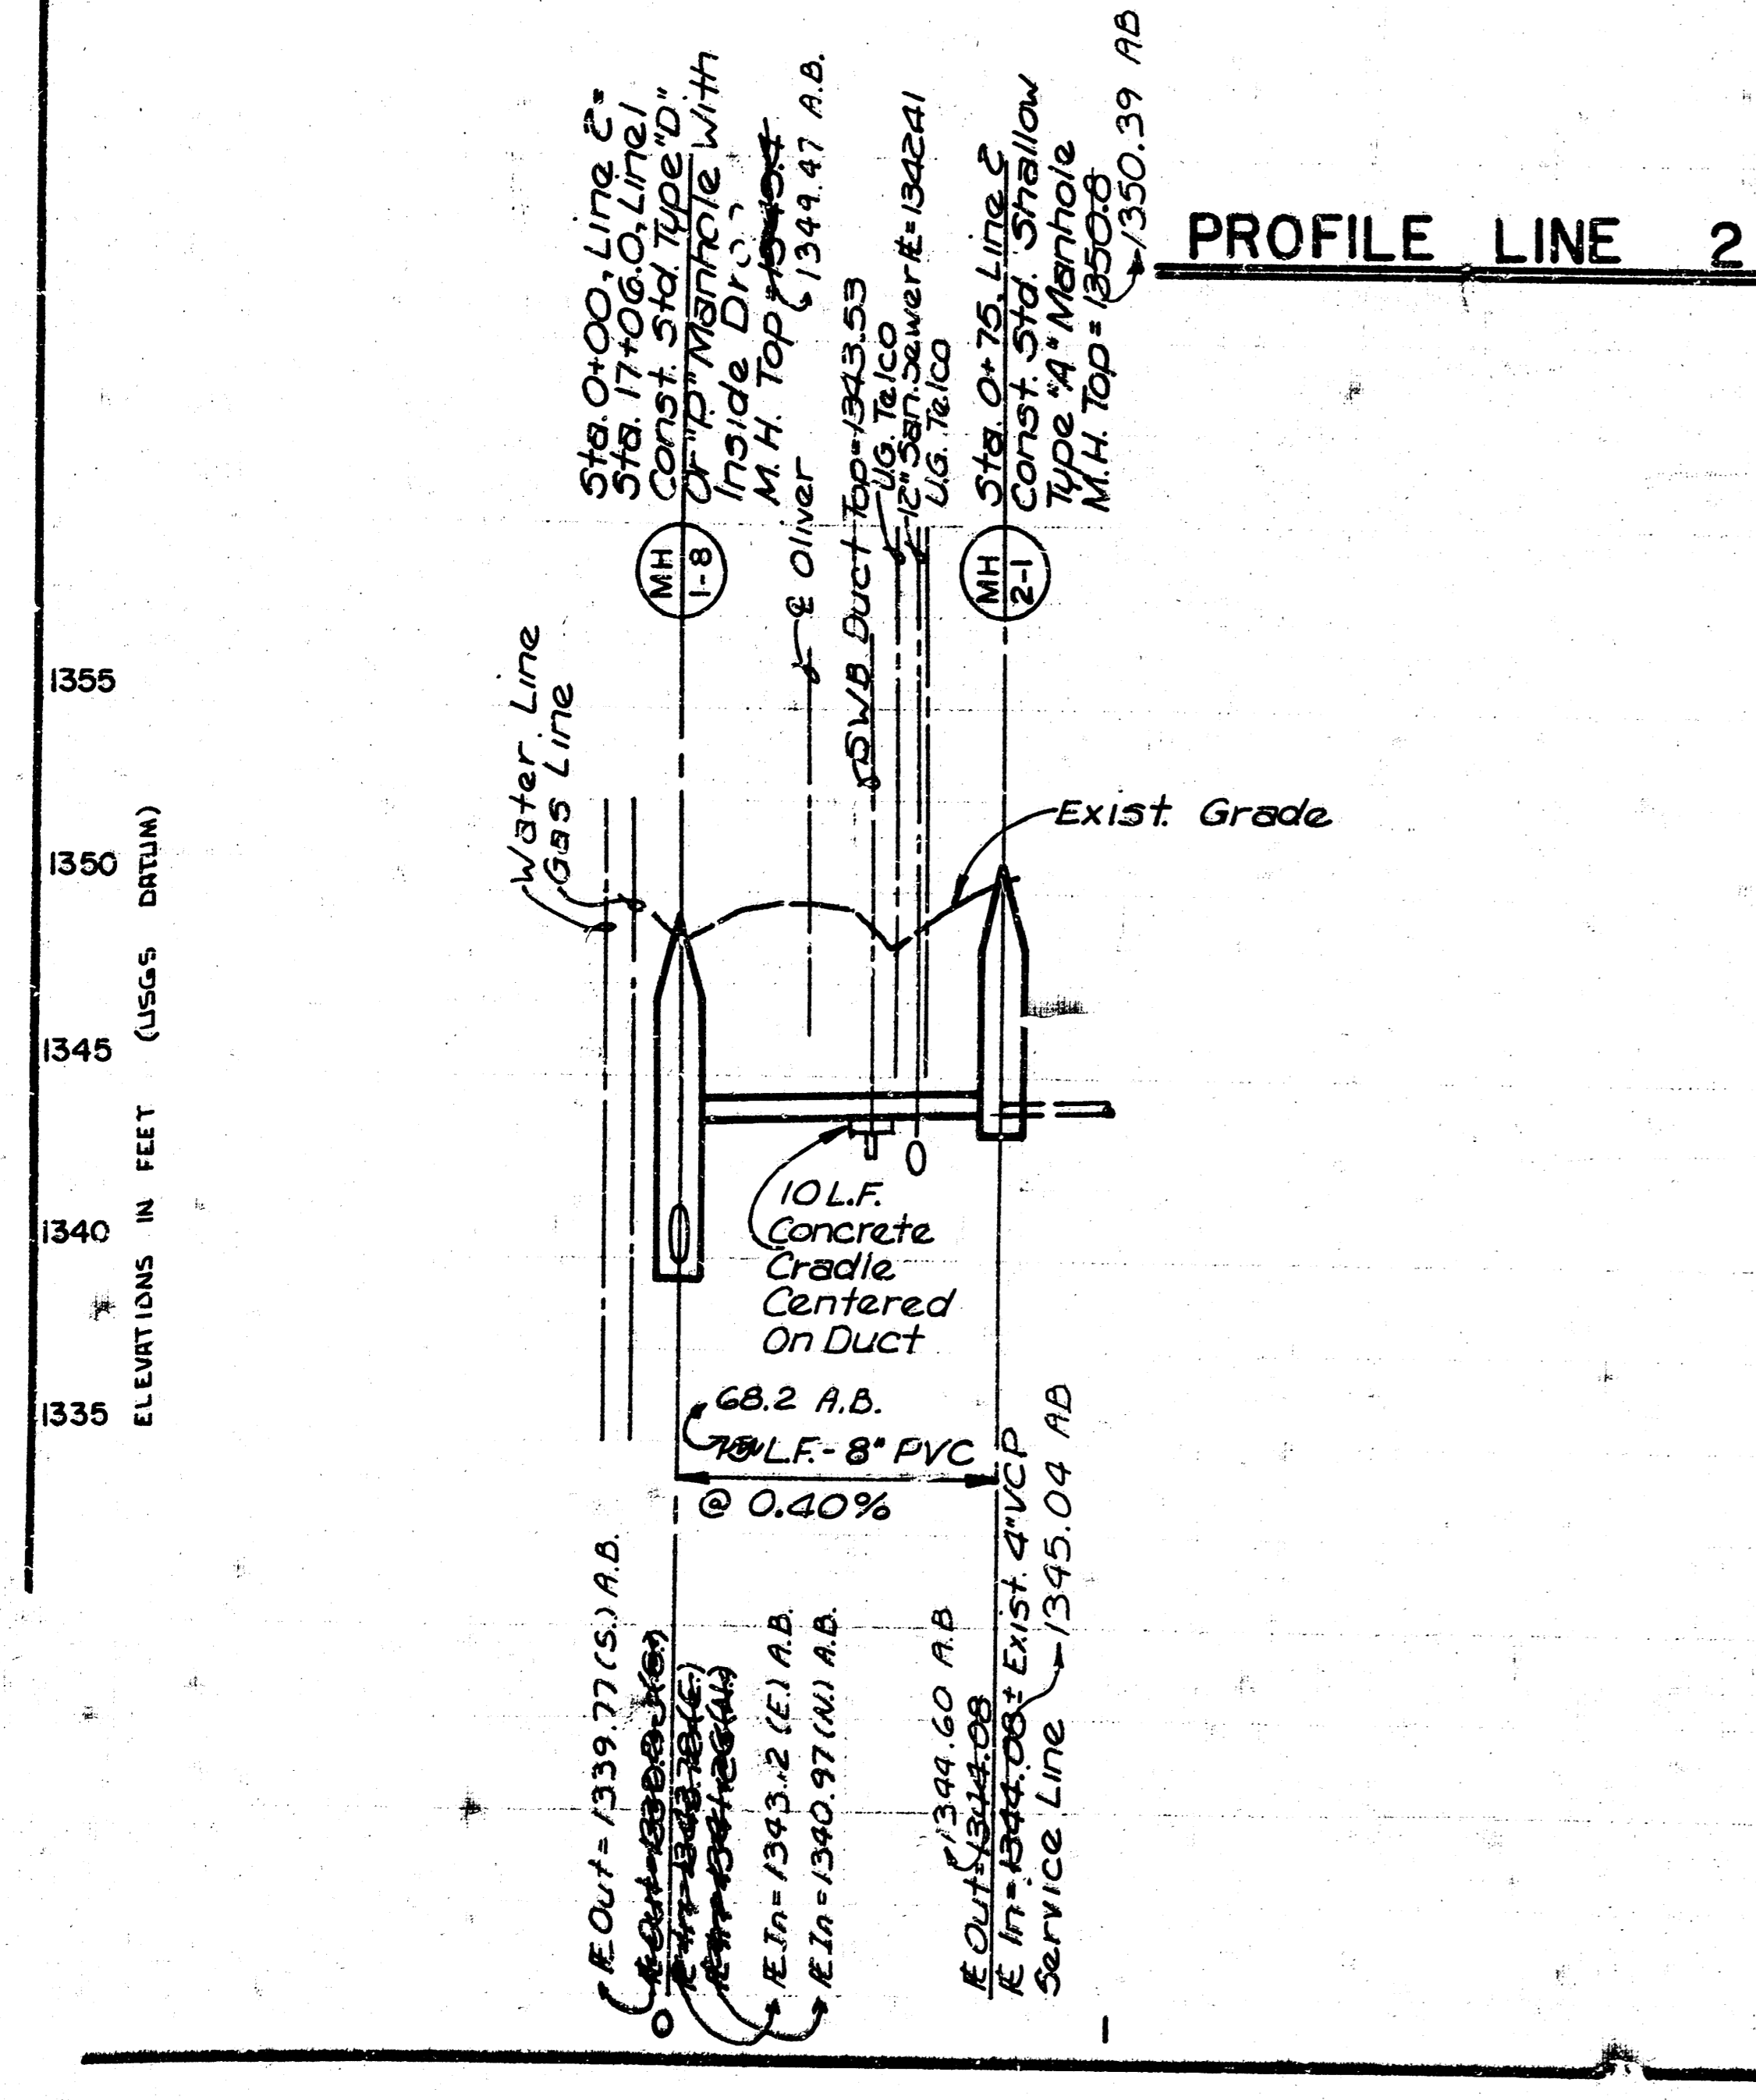 Sta. 0+00, Line 2=
Sta. 17+06.0, Line 1
Const. Std. Type "D"
Or "P" Manhole With
Inside
M.H. Top =
1349.47 A.B.
℄ Oliver
SWB Duct Top=1343.53
U.G. Telco
12" San. Sewer ℄=1342.41
U.G. Telco
Sta. 0+75, Line 2
Const. Std. Shallow
Type "A" Manhole
M.H. Top = 1350.8
1350.39 AB
PROFILE LINE 2
MH
1-8
MH
2-1
Water Line
Gas Line
Exist. Grade
1355
1350
1345
1340
1335
ELEVATIONS IN FEET (USGS DATUM)
10 L.F.
Concrete
Cradle
Centered
On Duct
68.2 A.B.
L.F.- 8" PVC
@ 0.40%
℄ Out = 1339.77 (S.) A.B.
℄ In = 1343.12 (E.) A.B.
℄ In = 1340.97 (N.) A.B.
1344.60 A.B
℄ Out = 1344.08
℄ In = 1344.08± Exist. 4" VCP
Service Line 1345.04 AB
0
1